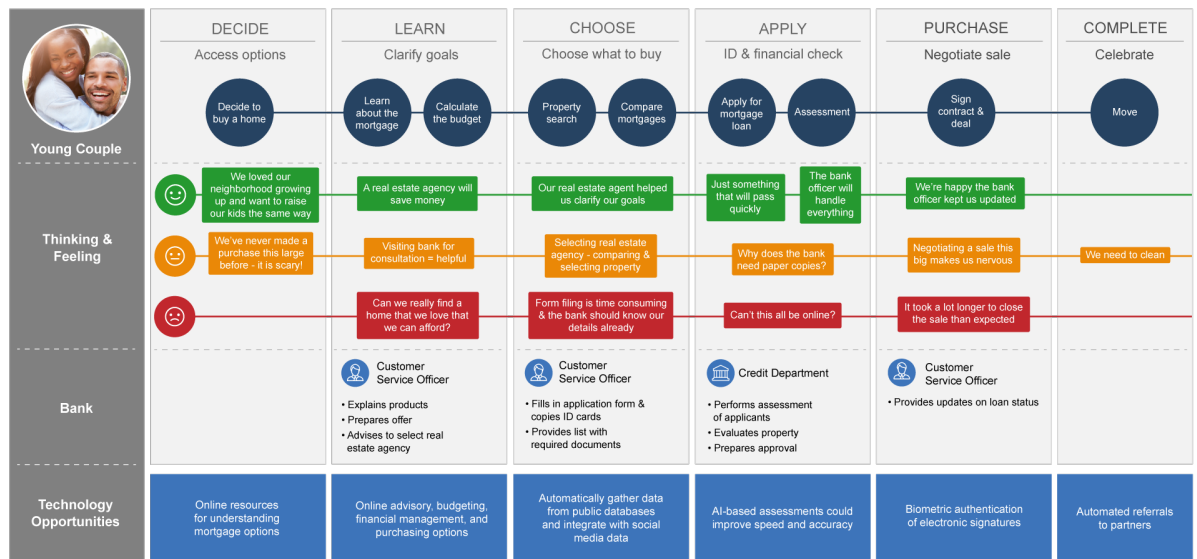 DECIDE
Access options
LEARN
Clarify goals
CHOOSE
Choose what to buy
APPLY
ID & financial check
PURCHASE
Negotiate sale
COMPLETE
Celebrate
Young Couple
Decide to
buy a home
Learn
about the
mortgage
Calculate
the budget
Property
search
Compare
mortgages
Apply for
mortgage
loan
Assessment
Sign
contract &
deal
Move
Thinking &
Feeling
We loved our
neighborhood growing
up and want to raise
our kids the same way
A real estate agency will
save money
Our real estate agent helped
us clarify our goals
Just something
that will pass
quickly
The bank
officer will
handle
everything
We're happy the bank
officer kept us updated
We've never made a
purchase this large
before - it is scary!
Visiting bank for
consultation = helpful
Selecting real estate
agency - comparing &
selecting property
Why does the bank
need paper copies?
Negotiating a sale this
big makes us nervous
We need to clean
Can we really find a
home that we love that
we can afford?
Form filing is time consuming
& the bank should know our
details already
Can't this all be online?
It took a lot longer to close
the sale than expected
Bank
Customer
Service Officer
• Explains products
• Prepares offer
• Advises to select real
estate agency
Customer
Service Officer
• Fills in application form &
copies ID cards
• Provides list with
required documents
Credit Department
• Performs assessment
of applicants
• Evaluates property
• Prepares approval
Customer
Service Officer
• Provides updates on loan status
Technology
Opportunities
Online resources
for understanding
mortgage options
Online advisory, budgeting,
financial management, and
purchasing options
Automatically gather data
from public databases
and integrate with social
media data
AI-based assessments could
improve speed and accuracy
Biometric authentication
of electronic signatures
Automated referrals
to partners